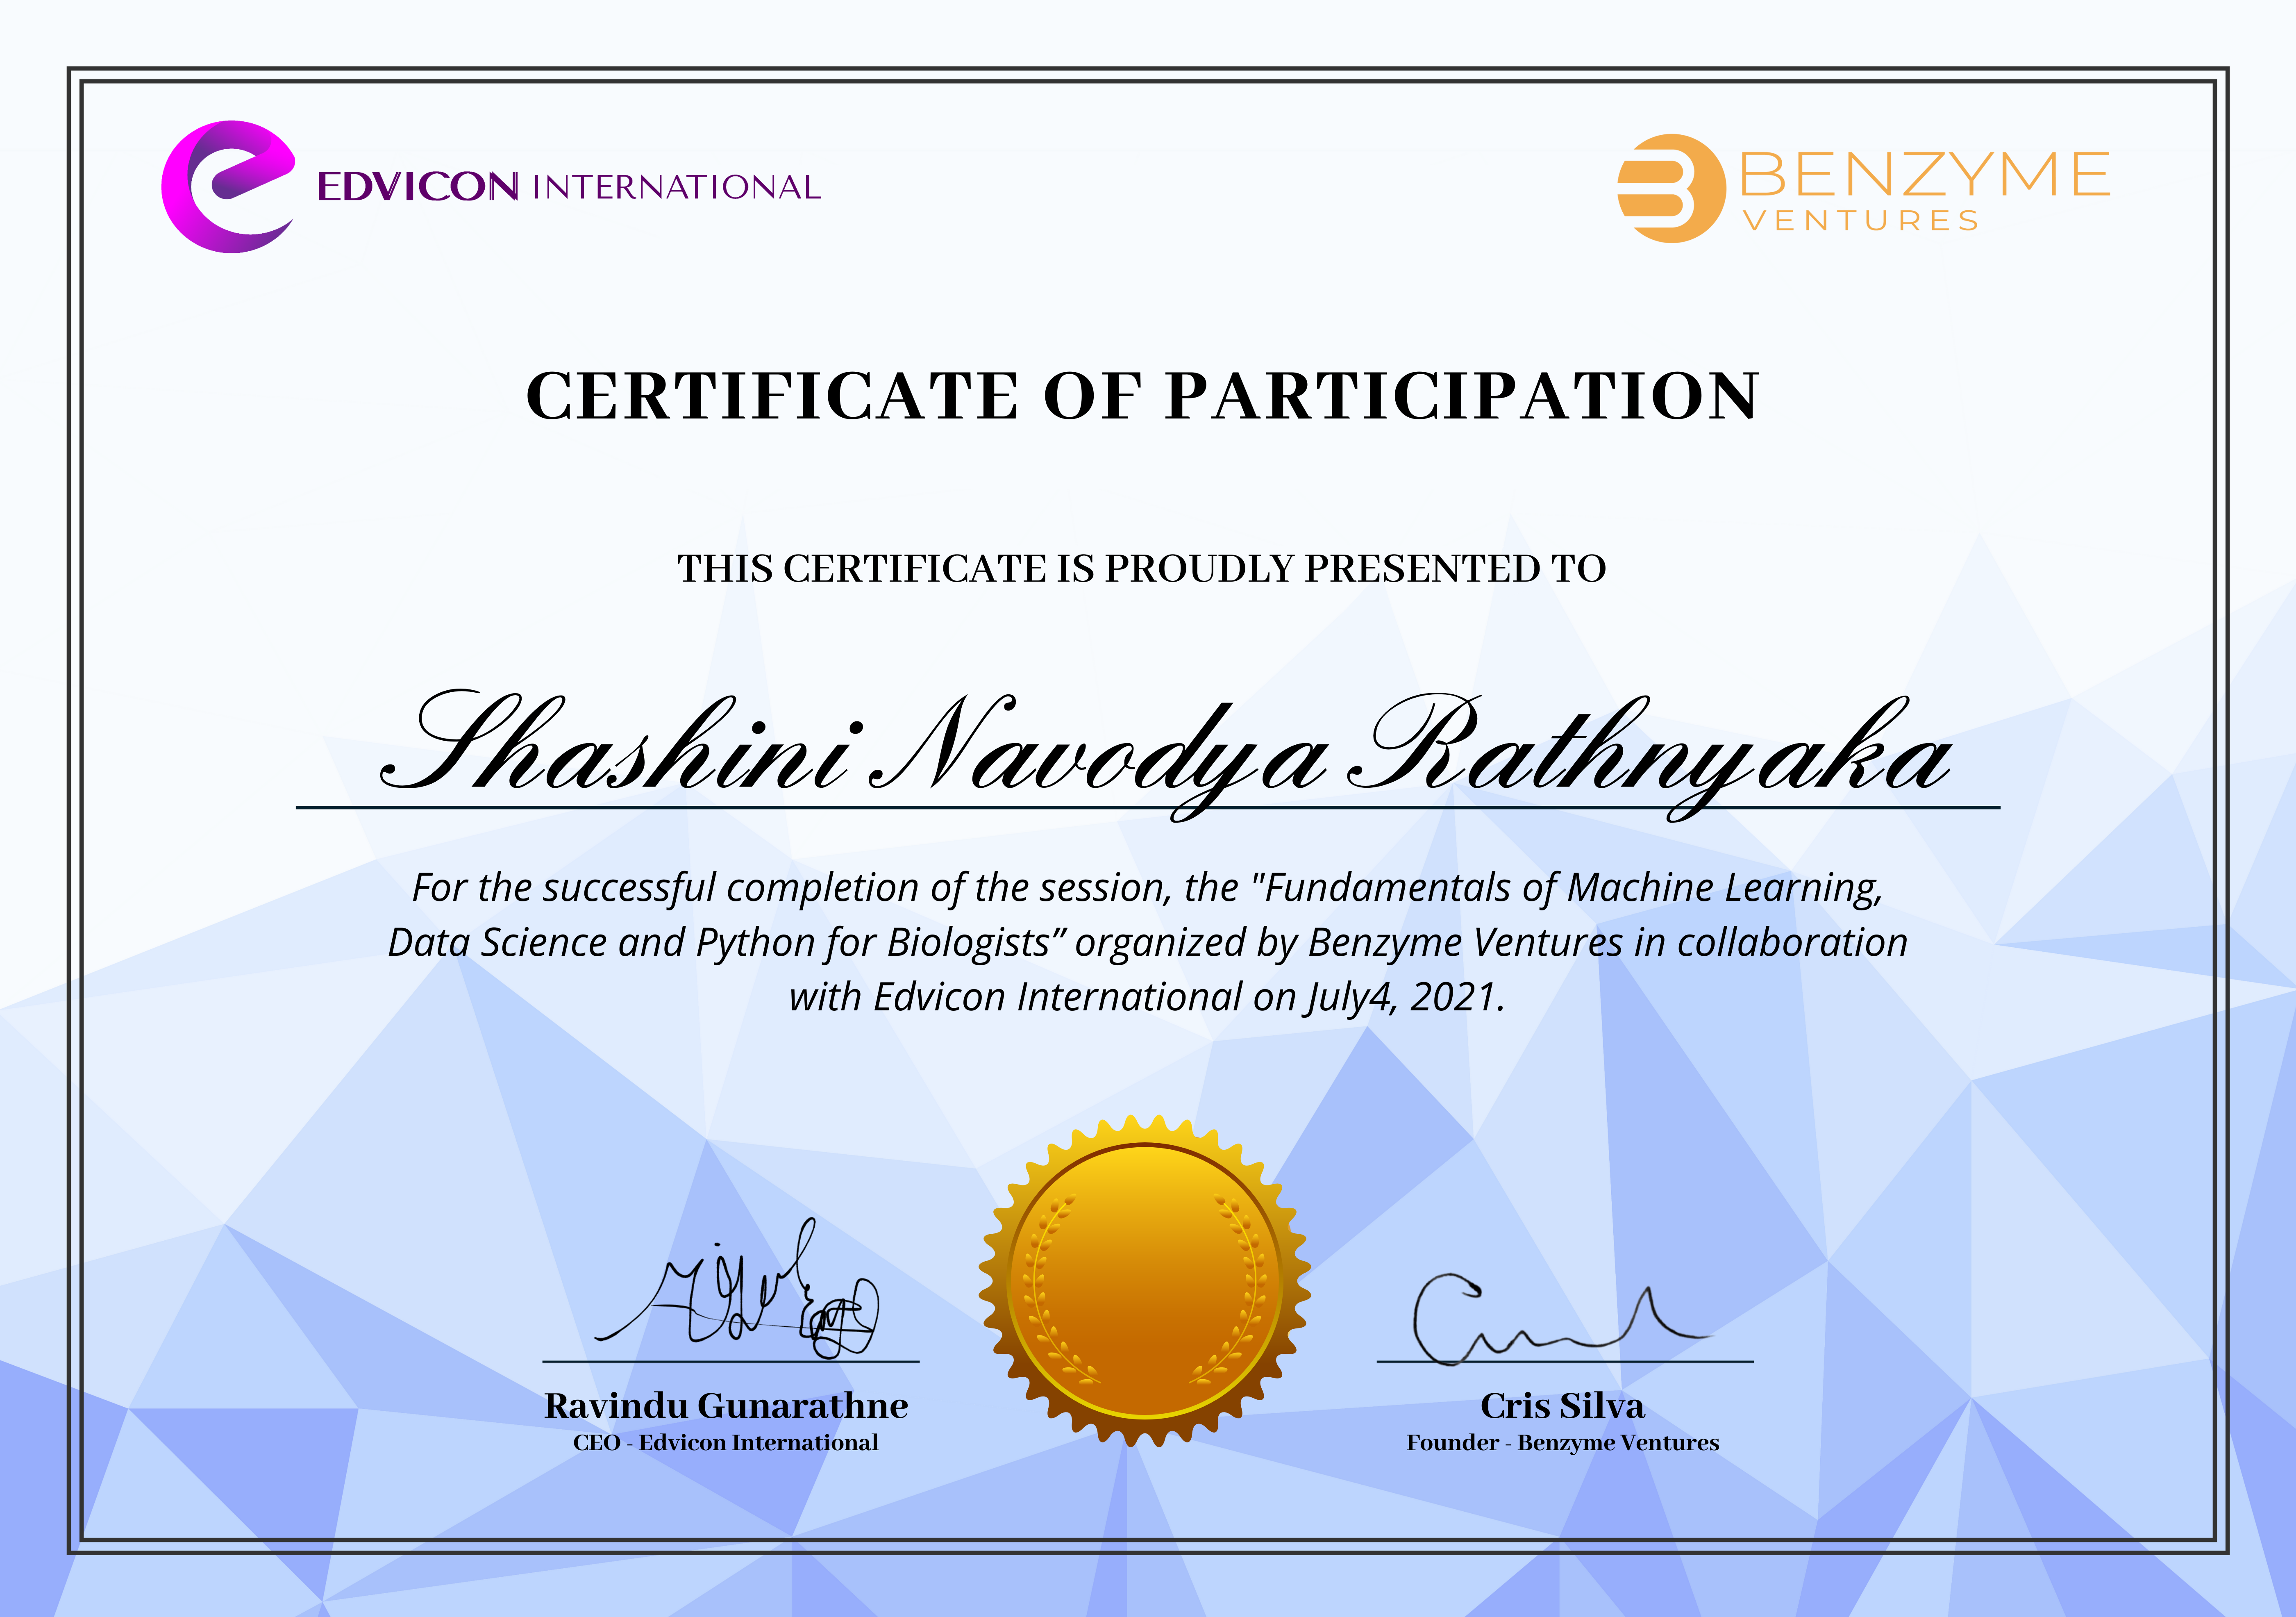 EDVICON INTERNATIONAL
BENZYME
VENTURES
CERTIFICATE OF PARTICIPATION
THIS CERTIFICATE IS PROUDLY PRESENTED TO
Shashini Navodya Rathnyaka
For the successful completion of the session, the "Fundamentals of Machine Learning,
Data Science and Python for Biologists” organized by Benzyme Ventures in collaboration
with Edvicon International on July4, 2021.
Ravindu Gunarathne
CEO - Edvicon International
Cris Silva
Founder - Benzyme Ventures